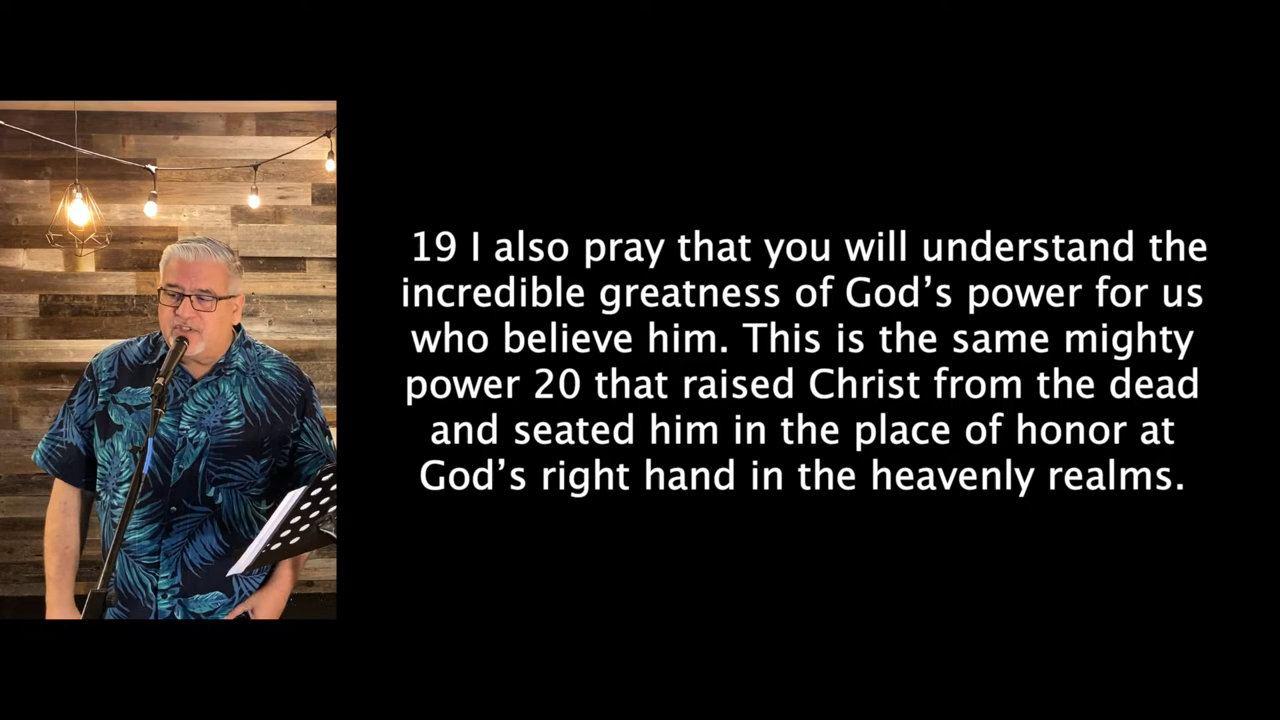 19 I also pray that you will understand the
incredible greatness of God’s power for us
who believe him. This is the same mighty
power 20 that raised Christ from the dead
and seated him in the place of honor at
God’s right hand in the heavenly realms.